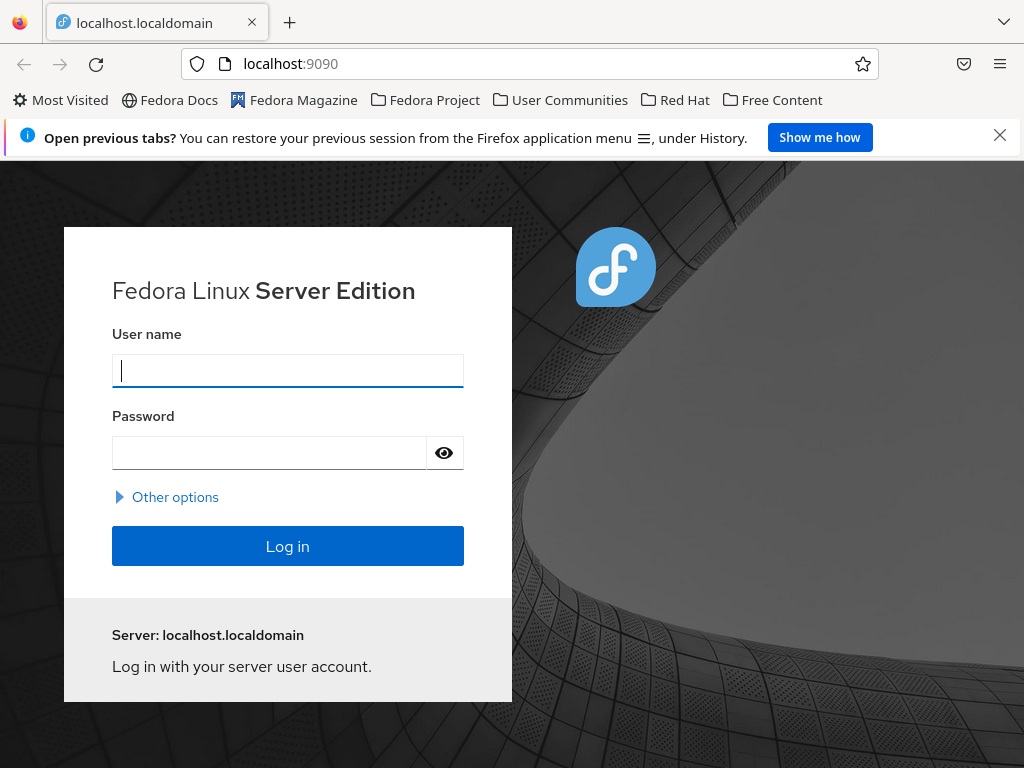 localhost.localdomain
localhost:9090
Most Visited Fedora Docs Fedora Magazine Fedora Project User Communities Red Hat Free Content
Open previous tabs? You can restore your previous session from the Firefox application menu ☰, under History. Show me how
Fedora Linux Server Edition
User name
Password
Other options
Log in
Server: localhost.localdomain
Log in with your server user account.